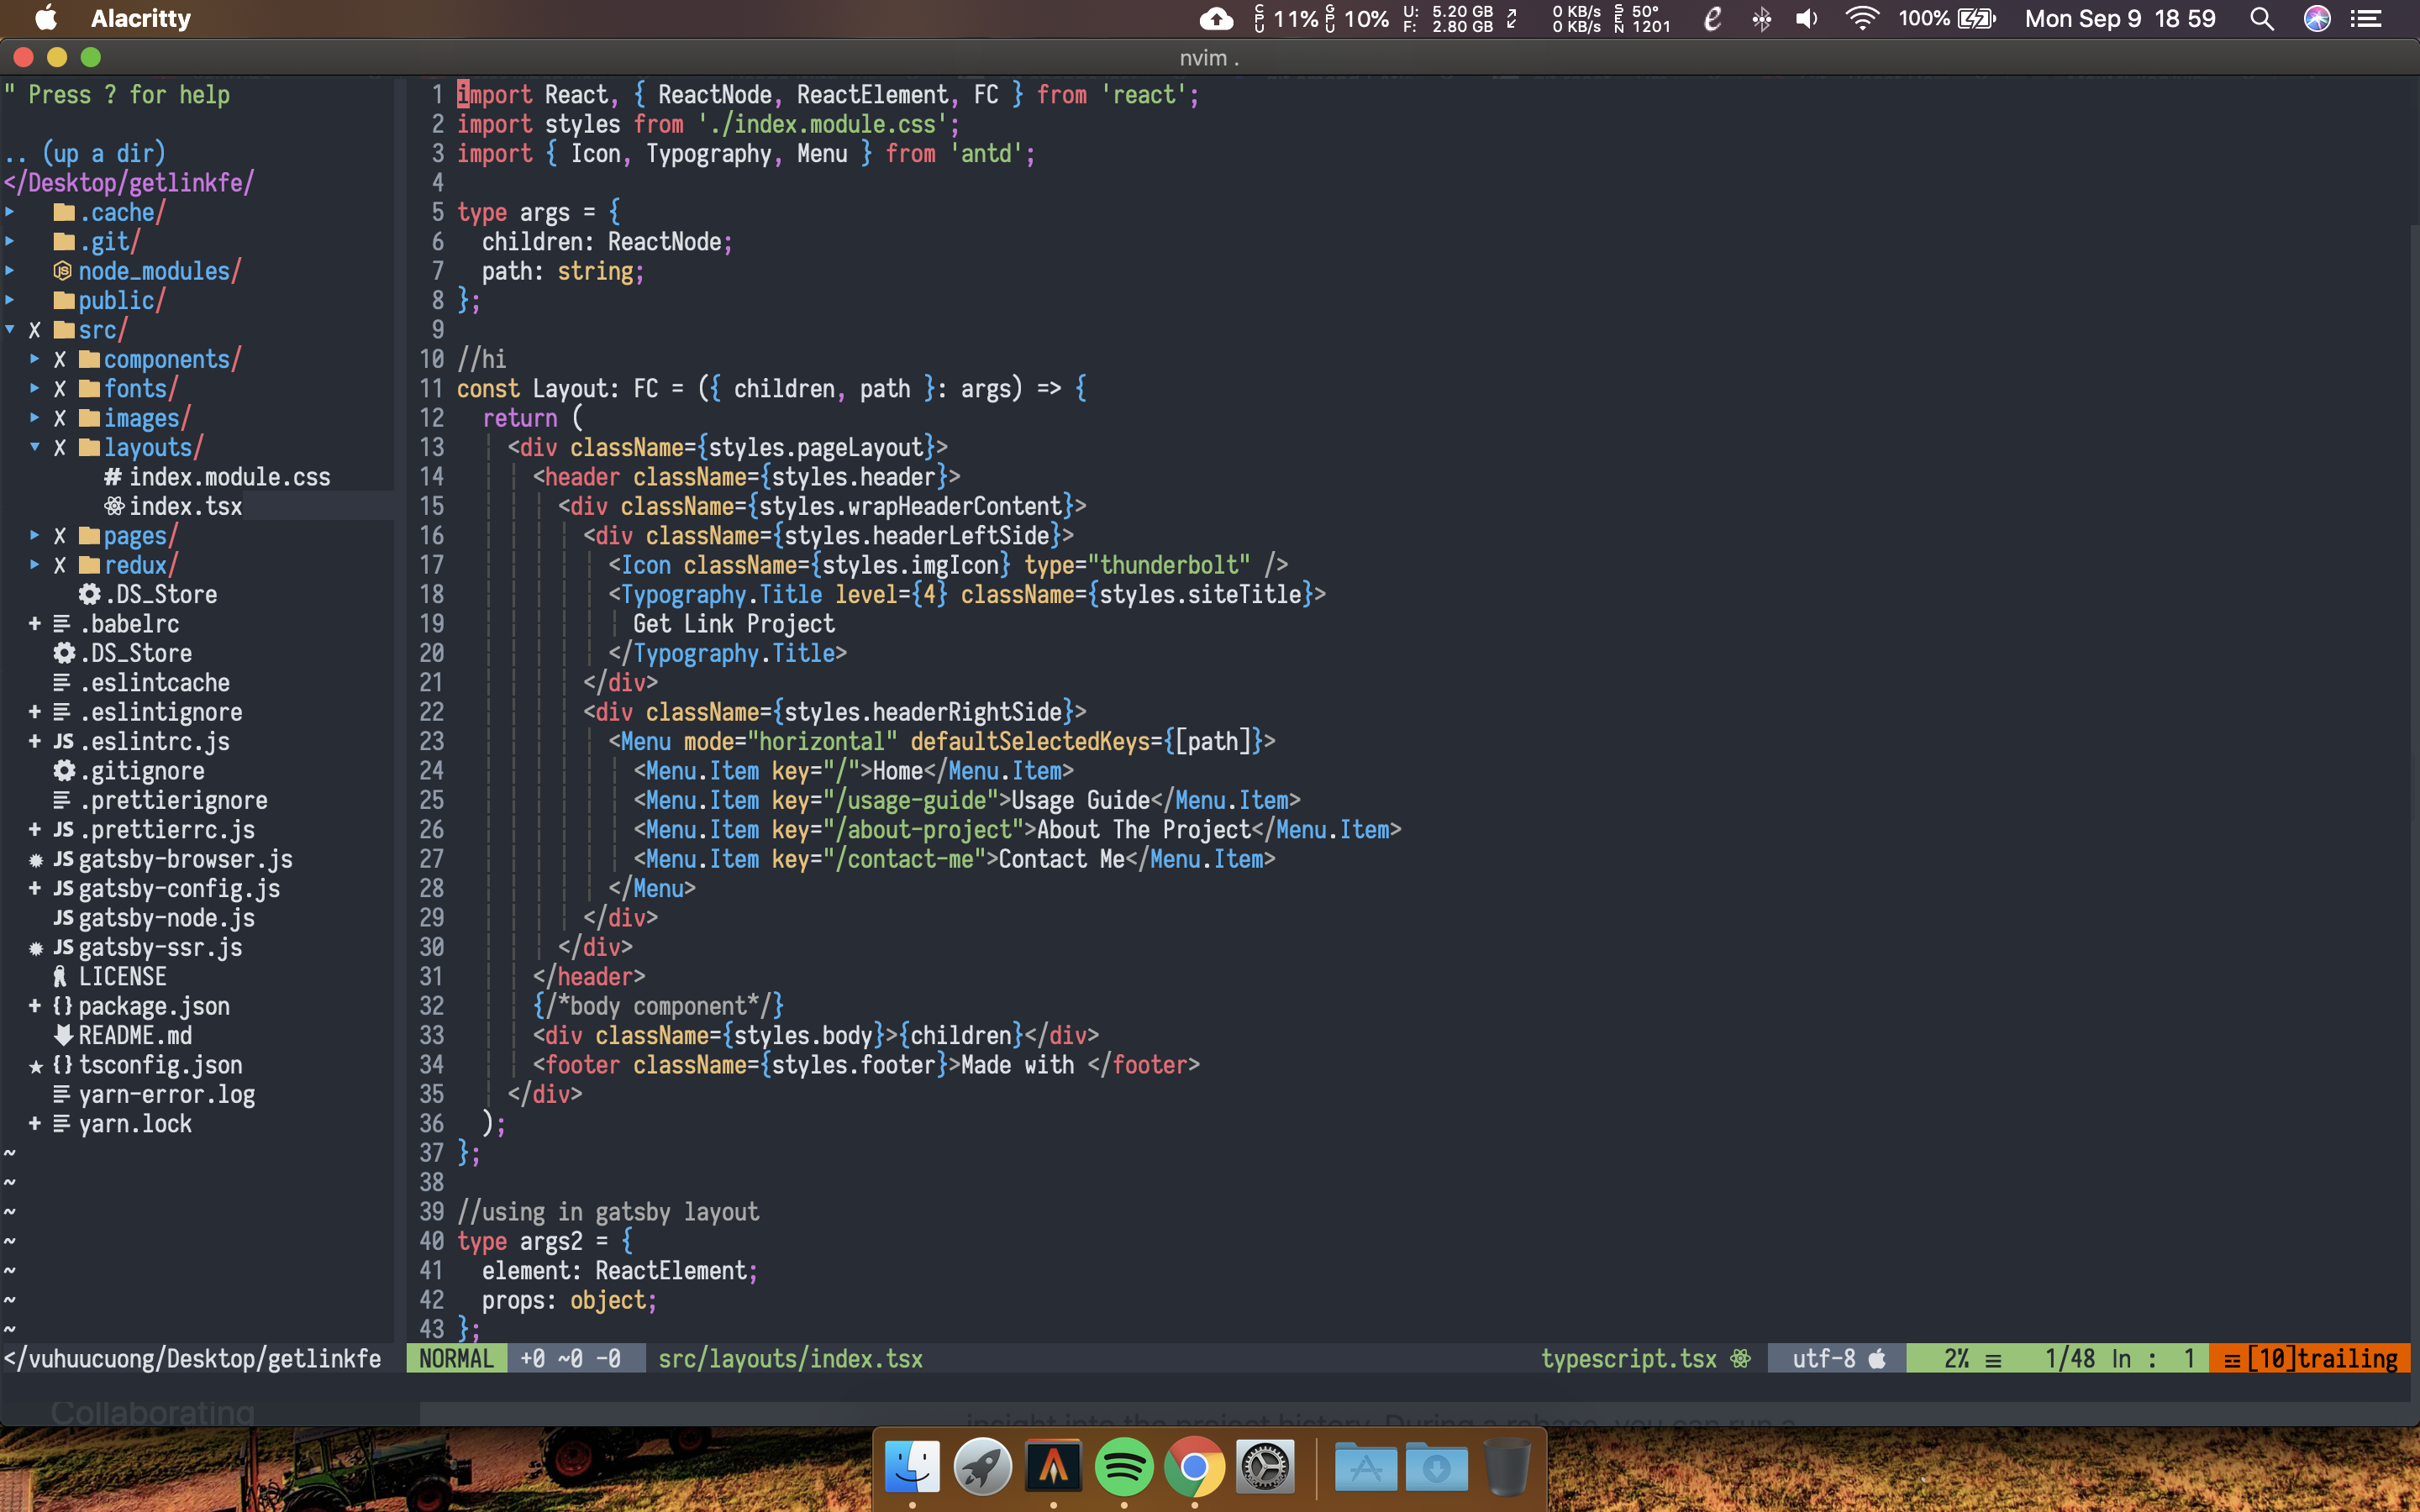 Alacritty
CPU 11% GPU 10% U: 5.20 GB F: 2.80 GB 0 KB/s 0 KB/s SEN 50° 1201 100% Mon Sep 9 18 59
nvim .
" Press ? for help
.. (up a dir)
</Desktop/getlinkfe/
.cache/
.git/
node_modules/
public/
X src/
X components/
X fonts/
X images/
X layouts/
# index.module.css
index.tsx
X pages/
X redux/
.DS_Store
+ .babelrc
.DS_Store
.eslintcache
+ .eslintignore
+ JS .eslintrc.js
.gitignore
.prettierignore
+ JS .prettierrc.js
✹ JS gatsby-browser.js
+ JS gatsby-config.js
JS gatsby-node.js
✹ JS gatsby-ssr.js
LICENSE
+ {} package.json
README.md
★ {} tsconfig.json
yarn-error.log
+ yarn.lock
~
~
~
~
~
~
~
</vuhuucuong/Desktop/getlinkfe
1 import React, { ReactNode, ReactElement, FC } from 'react';
2 import styles from './index.module.css';
3 import { Icon, Typography, Menu } from 'antd';
4
5 type args = {
6   children: ReactNode;
7   path: string;
8 };
9
10 //hi
11 const Layout: FC = ({ children, path }: args) => {
12   return (
13     <div className={styles.pageLayout}>
14       <header className={styles.header}>
15         <div className={styles.wrapHeaderContent}>
16           <div className={styles.headerLeftSide}>
17             <Icon className={styles.imgIcon} type="thunderbolt" />
18             <Typography.Title level={4} className={styles.siteTitle}>
19               Get Link Project
20             </Typography.Title>
21           </div>
22           <div className={styles.headerRightSide}>
23             <Menu mode="horizontal" defaultSelectedKeys={[path]}>
24               <Menu.Item key="/">Home</Menu.Item>
25               <Menu.Item key="/usage-guide">Usage Guide</Menu.Item>
26               <Menu.Item key="/about-project">About The Project</Menu.Item>
27               <Menu.Item key="/contact-me">Contact Me</Menu.Item>
28             </Menu>
29           </div>
30         </div>
31       </header>
32       {/*body component*/}
33       <div className={styles.body}>{children}</div>
34       <footer className={styles.footer}>Made with </footer>
35     </div>
36   );
37 };
38
39 //using in gatsby layout
40 type args2 = {
41   element: ReactElement;
42   props: object;
43 };
NORMAL +0 ~0 -0 src/layouts/index.tsx typescript.tsx utf-8 2% ≡ 1/48 ln : 1 ☲ [10]trailing
Collaborating
insight into the project history. During a rebase, you can run a